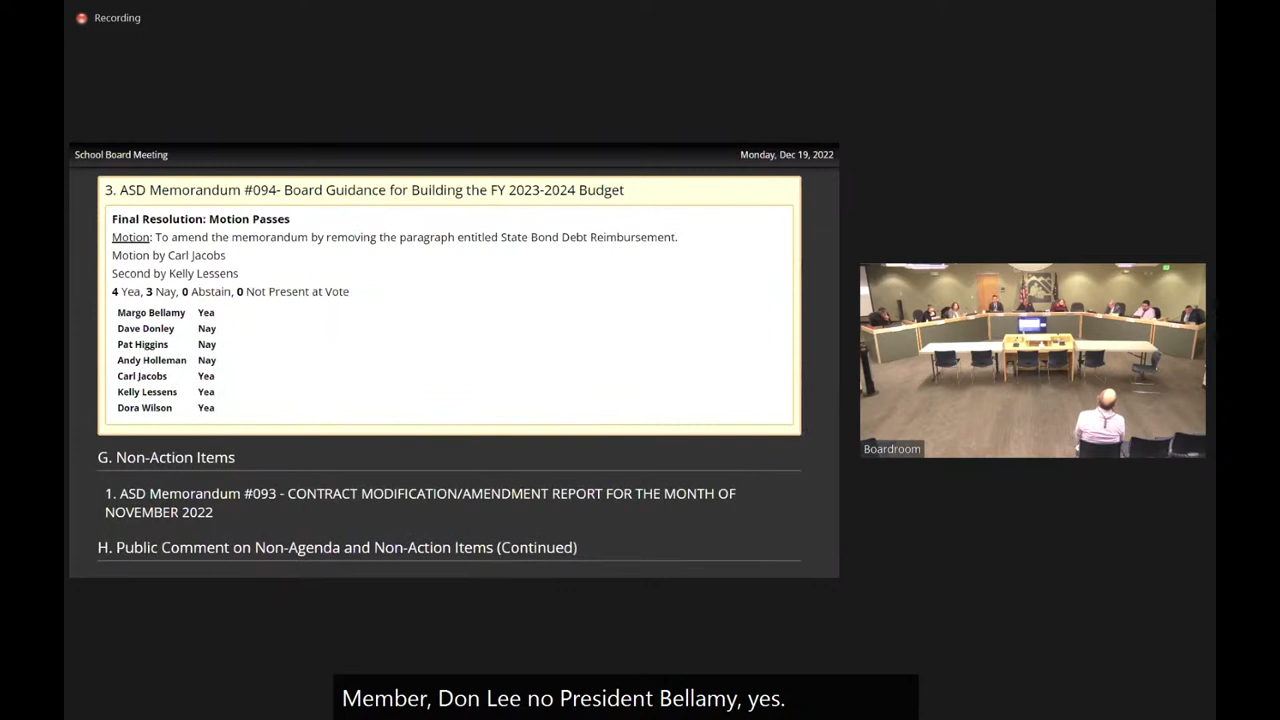 Recording
School Board Meeting
Monday, Dec 19, 2022
3. ASD Memorandum #094- Board Guidance for Building the FY 2023-2024 Budget
Final Resolution: Motion Passes
Motion: To amend the memorandum by removing the paragraph entitled State Bond Debt Reimbursement.
Motion by Carl Jacobs
Second by Kelly Lessens
4 Yea, 3 Nay, 0 Abstain, 0 Not Present at Vote
Margo Bellamy Yea
Dave Donley Nay
Pat Higgins Nay
Andy Holleman Nay
Carl Jacobs Yea
Kelly Lessens Yea
Dora Wilson Yea
G. Non-Action Items
1. ASD Memorandum #093 - CONTRACT MODIFICATION/AMENDMENT REPORT FOR THE MONTH OF
NOVEMBER 2022
H. Public Comment on Non-Agenda and Non-Action Items (Continued)
Boardroom
Member, Don Lee no President Bellamy, yes.